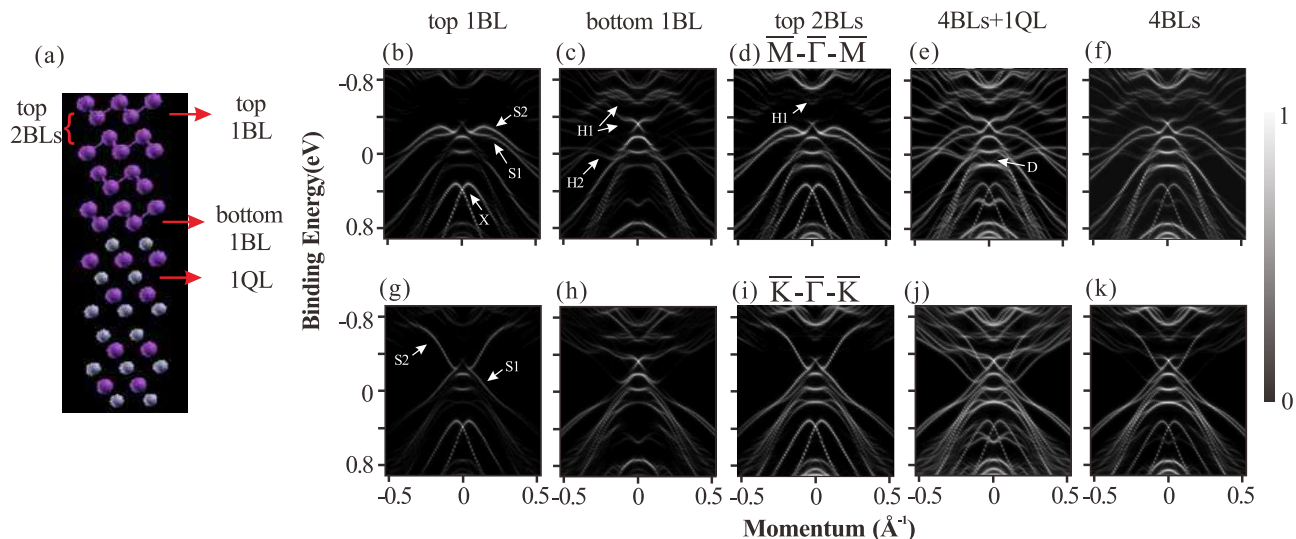 top 1BL bottom 1BL top 2BLs 4BLs+1QL 4BLs
(a)
top
2BLs
{
top
1BL
bottom
1BL
1QL
(b) (c) (d) M-Γ-M (e) (f)
-0.8
0
0.8
S2
S1
X
H1
H2
H1
D
(g) (h) (i) K-Γ-K (j) (k)
-0.8
0
0.8
S2
S1
-0.5 0 0.5 -0.5 0 0.5 -0.5 0 0.5 -0.5 0 0.5 -0.5 0 0.5
Binding Energy(eV)
Momentum (Å⁻¹)
1
0